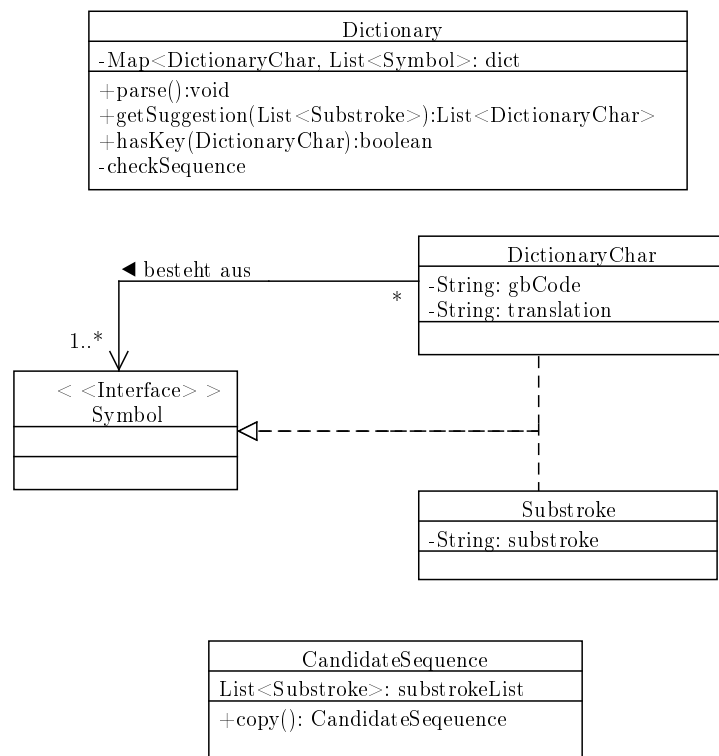 Dictionary
-Map<DictionaryChar, List<Symbol>: dict
+parse():void
+getSuggestion(List<Substroke>):List<DictionaryChar>
+hasKey(DictionaryChar):boolean
-checkSequence
DictionaryChar
-String: gbCode
-String: translation
◀ besteht aus
*
1..*
< <Interface> >
Symbol
Substroke
-String: substroke
CandidateSequence
List<Substroke>: substrokeList
+copy(): CandidateSeqeuence